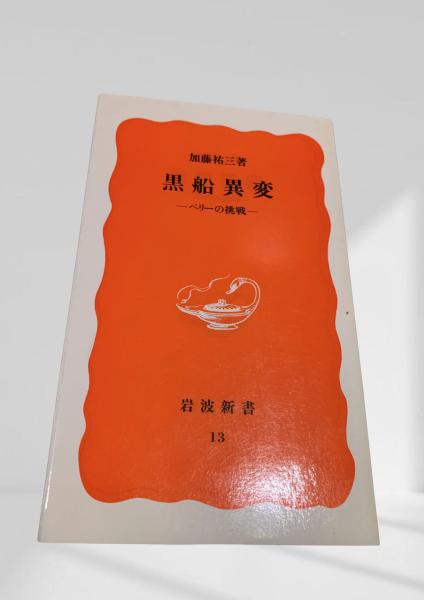 加藤祐三著
黒船異変
—ペリーの挑戦—
岩波新書
13